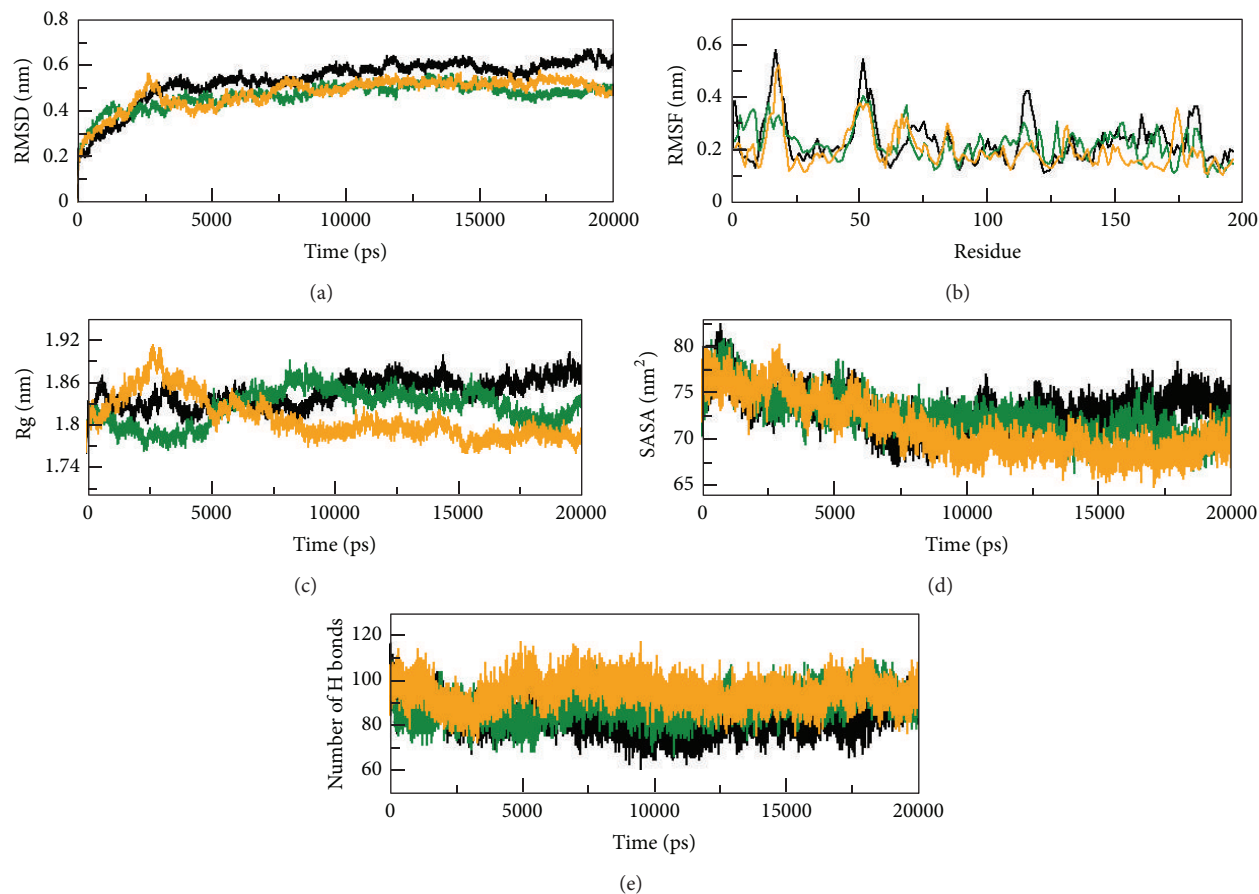 0.8
0.6
0.4
0.2
0
RMSD (nm)
0 5000 10000 15000 20000
Time (ps)
(a)
0.6
0.4
0.2
0
RMSF (nm)
0 50 100 150 200
Residue
(b)
1.92
1.86
1.8
1.74
Rg (nm)
0 5000 10000 15000 20000
Time (ps)
(c)
80
75
70
65
SASA (nm²)
0 5000 10000 15000 20000
Time (ps)
(d)
120
100
80
60
Number of H bonds
0 5000 10000 15000 20000
Time (ps)
(e)